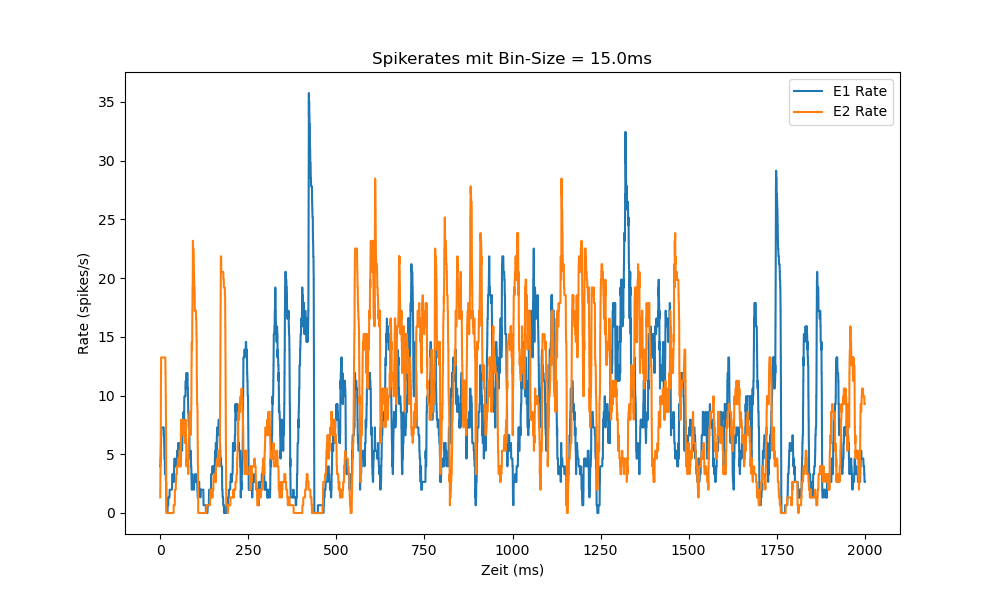 Spikerates mit Bin-Size = 15.0ms
E1 Rate
E2 Rate
Rate (spikes/s)
35
30
25
20
15
10
5
0
0 250 500 750 1000 1250 1500 1750 2000
Zeit (ms)